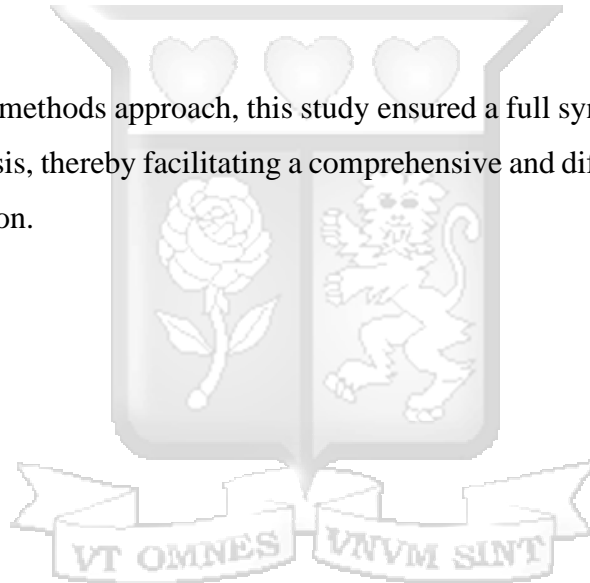 methods approach, this study ensured a full syn
sis, thereby facilitating a comprehensive and dif
on.
VT OMNES VNVM SINT